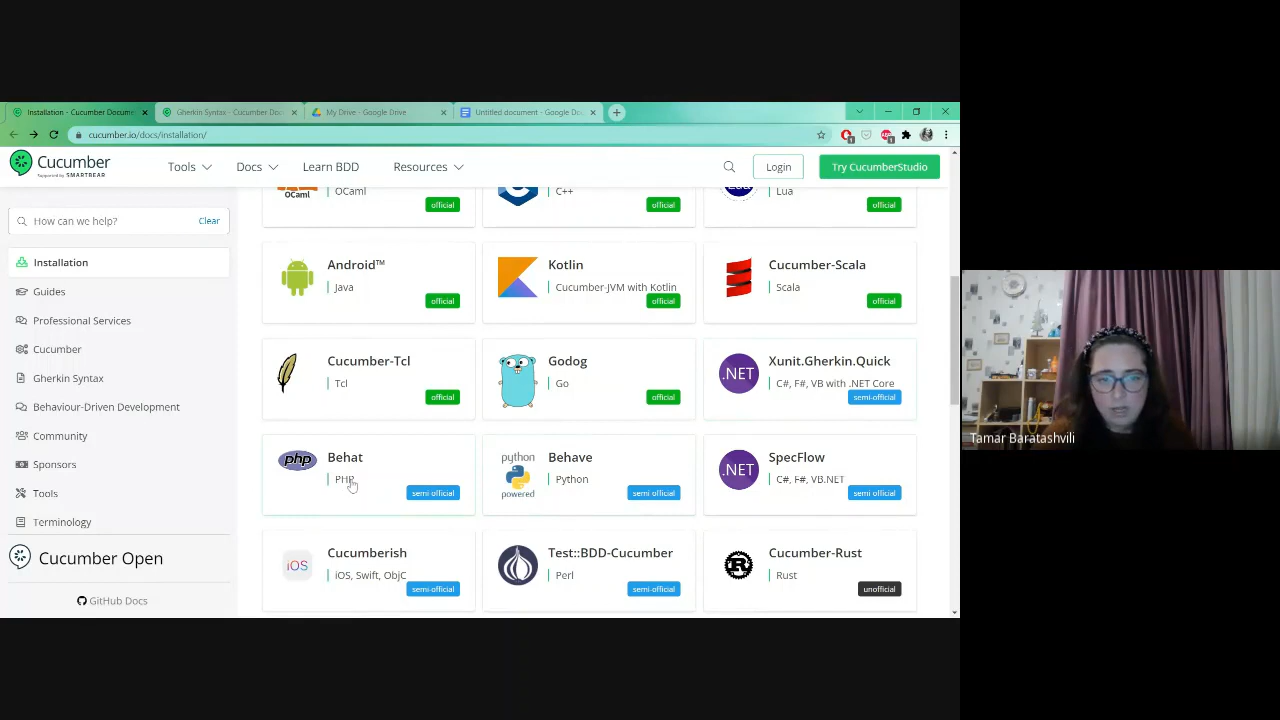 Installation - Cucumber Docume
Gherkin Syntax - Cucumber Doc
My Drive - Google Drive
Untitled document - Google Do
cucumber.io/docs/installation/
Cucumber
Supported by SMARTBEAR
Tools
Docs
Learn BDD
Resources
Login
Try CucumberStudio
How can we help?
Clear
Installation
Guides
Professional Services
Cucumber
Gherkin Syntax
Behaviour-Driven Development
Community
Sponsors
Tools
Terminology
Cucumber Open
GitHub Docs
OCaml
OCaml
official
C++
official
Lua
official
Android™
Java
official
Kotlin
Cucumber-JVM with Kotlin
official
Cucumber-Scala
Scala
official
Cucumber-Tcl
Tcl
official
Godog
Go
official
.NET
Xunit.Gherkin.Quick
C#, F#, VB with .NET Core
semi-official
php
Behat
PHP
semi-official
python
powered
Behave
Python
semi-official
.NET
SpecFlow
C#, F#, VB.NET
semi-official
iOS
Cucumberish
iOS, Swift, ObjC
semi-official
Test::BDD-Cucumber
Perl
semi-official
Cucumber-Rust
Rust
unofficial
Tamar Baratashvili